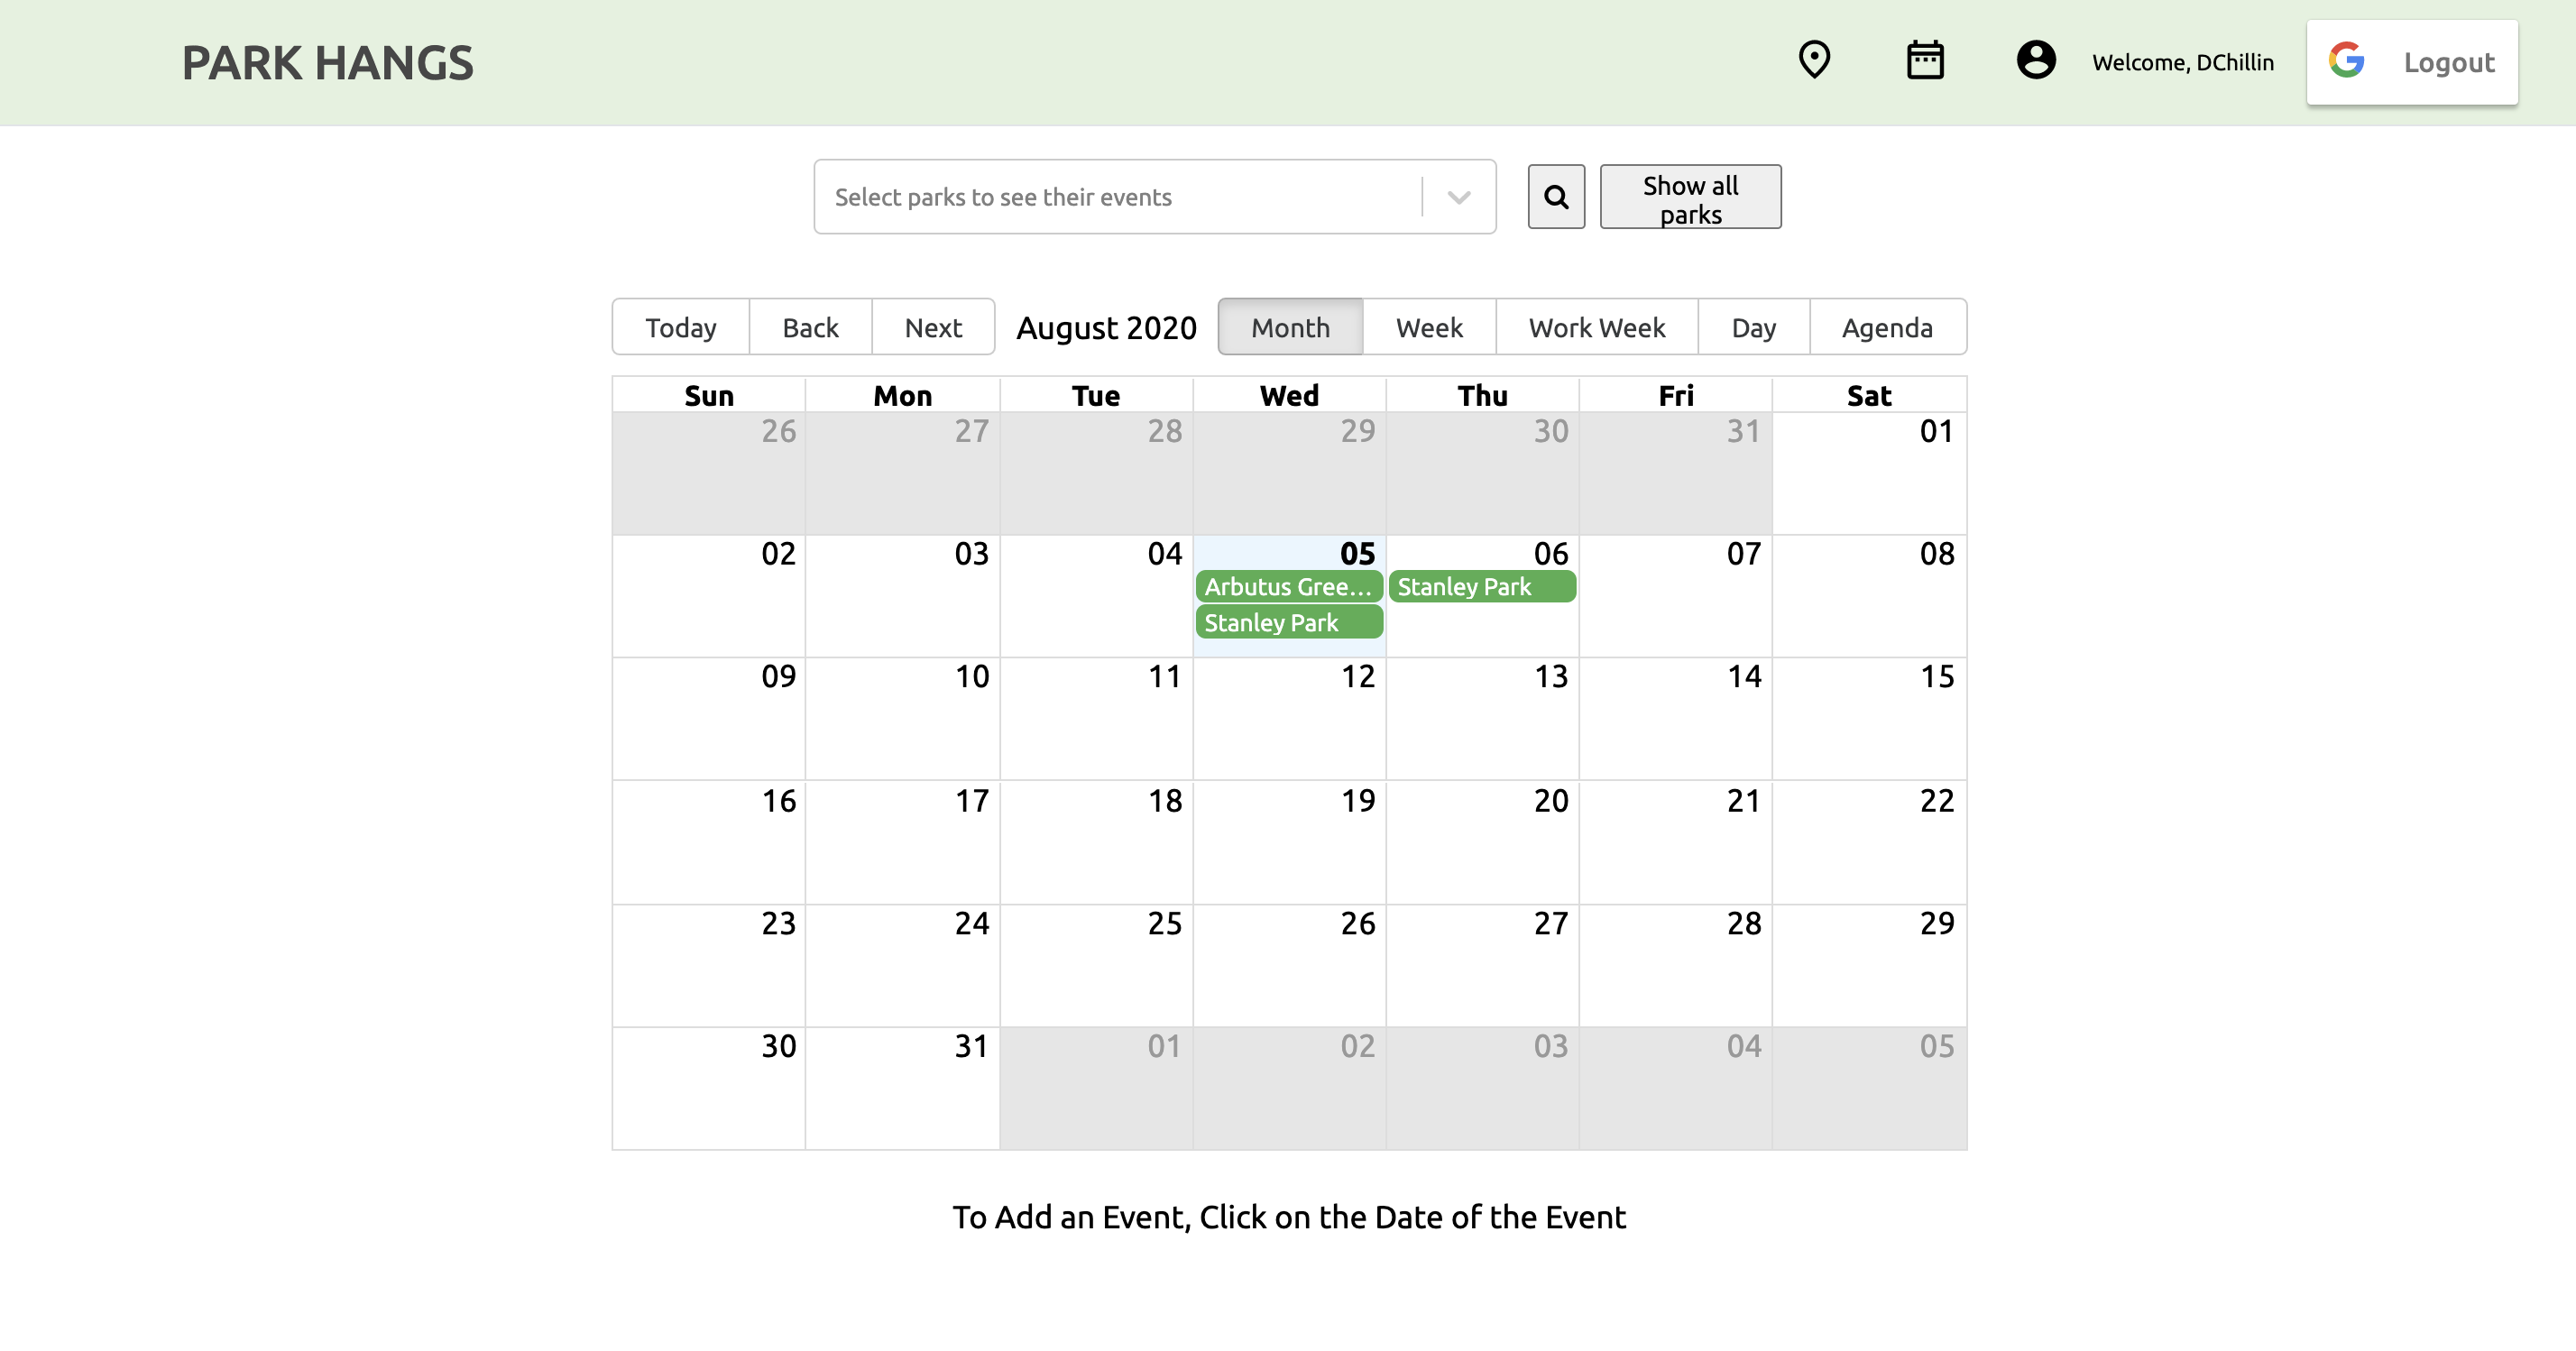 PARK HANGS
Welcome, DChillin
Logout
Select parks to see their events
Show all
parks
Today Back Next August 2020 Month Week Work Week Day Agenda
Sun Mon Tue Wed Thu Fri Sat
26 27 28 29 30 31 01
02 03 04 05 06 07 08
Arbutus Gree... Stanley Park
Stanley Park
09 10 11 12 13 14 15
16 17 18 19 20 21 22
23 24 25 26 27 28 29
30 31 01 02 03 04 05
To Add an Event, Click on the Date of the Event